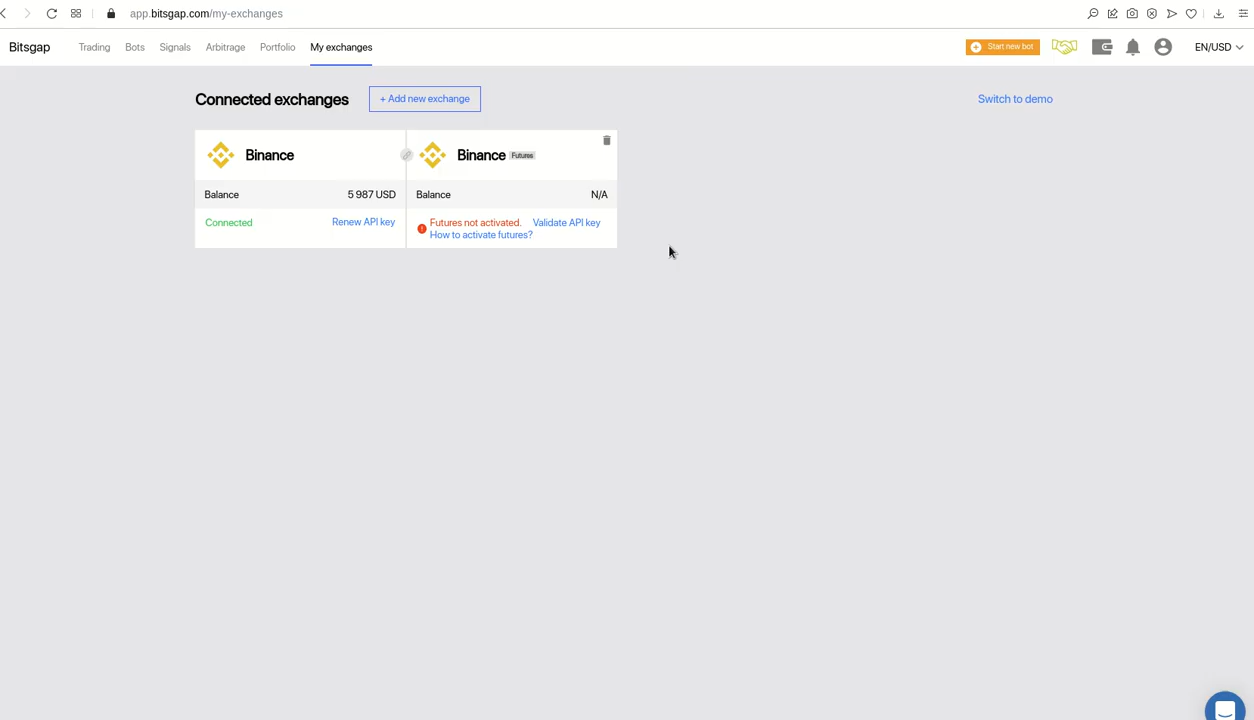 app.bitsgap.com/my-exchanges
Bitsgap Trading Bots Signals Arbitrage Portfolio My exchanges Start new bot EN/USD
Connected exchanges + Add new exchange Switch to demo
Binance Binance Futures
Balance 5 987 USD Balance N/A
Connected Renew API key Futures not activated. Validate API key
How to activate futures?